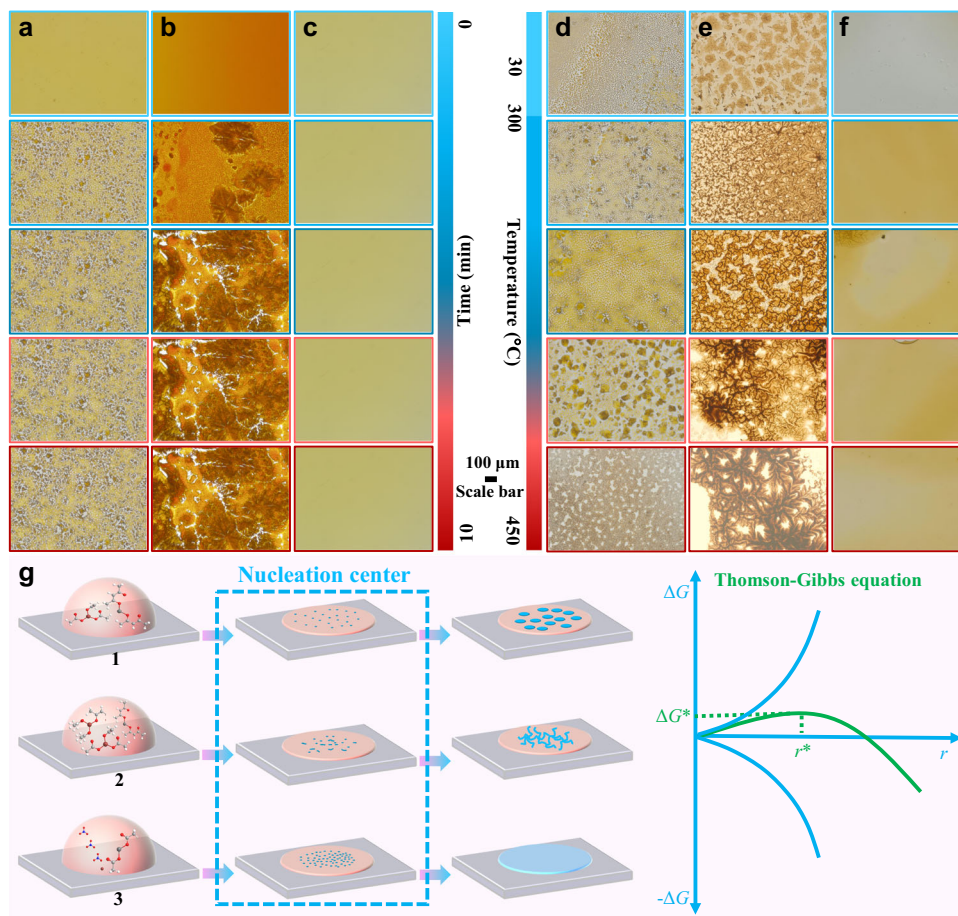 a
b
c
0
Time (min)
10
30
300
Temperature (°C)
450
100 μm
Scale bar
d
e
f
g
Nucleation center
1
2
3
Thomson-Gibbs equation
ΔG
ΔG*
r*
r
-ΔG